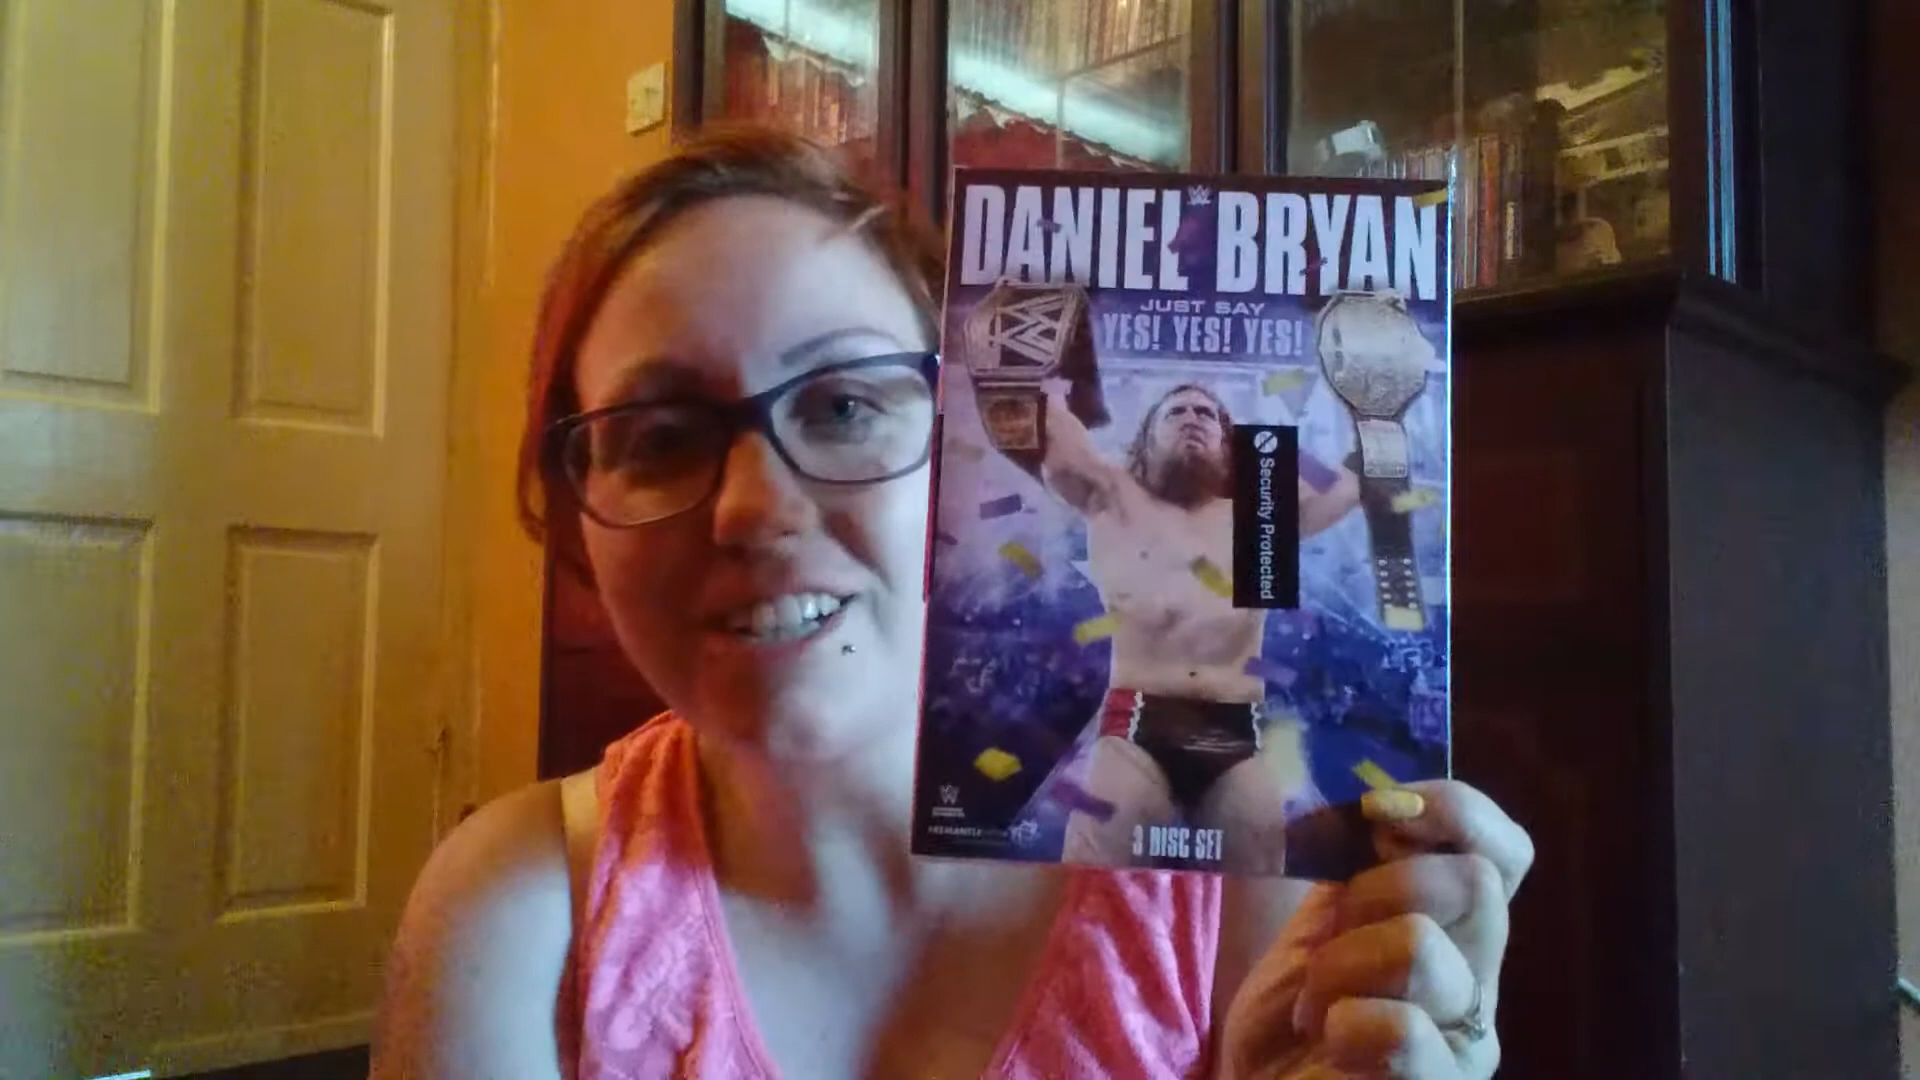 DANIEL BRYAN
JUST SAY
YES! YES! YES!
Security Protected
3 DISC SET